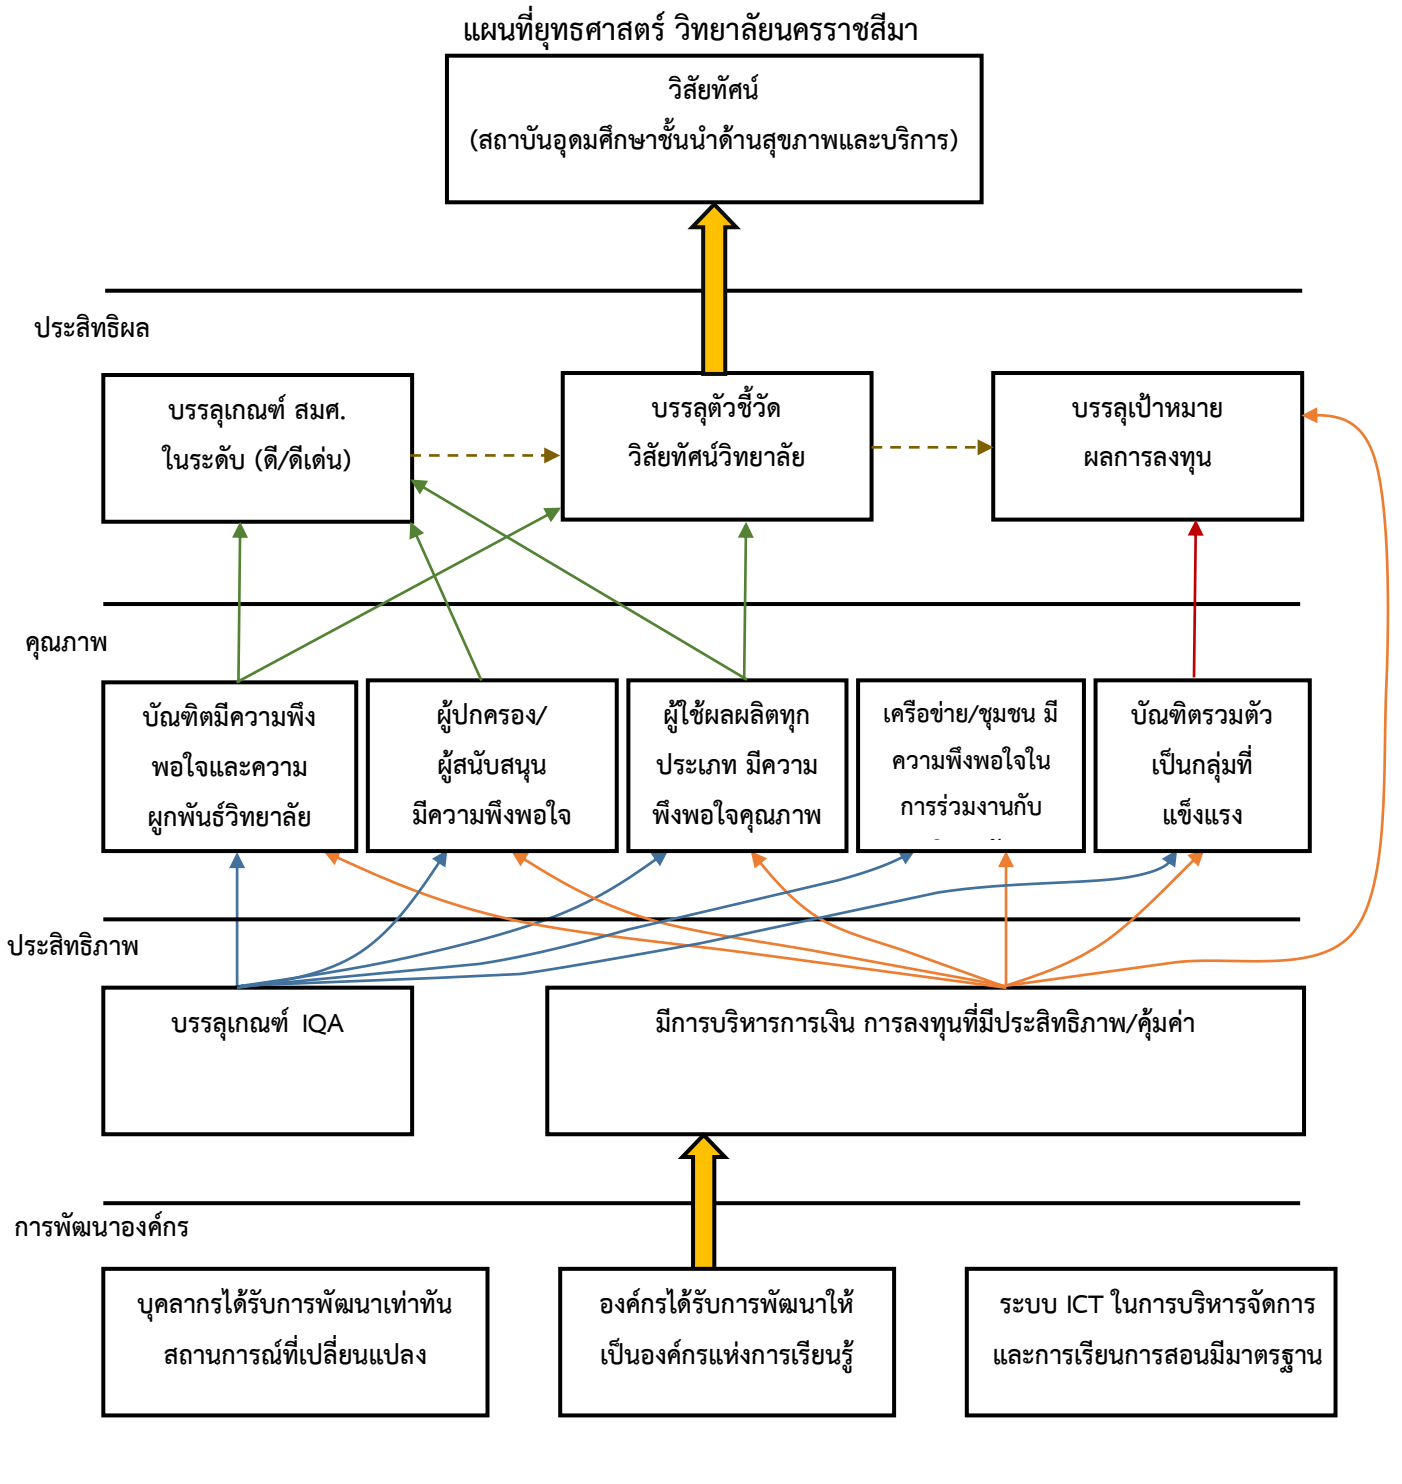 แผนที่ยุทธศาสตร์ วิทยาลัยนครราชสีมา
วิสัยทัศน์
(สถาบันอุดมศึกษาชั้นนำด้านสุขภาพและบริการ)
ประสิทธิผล
บรรลุเกณฑ์ สมศ.
ในระดับ (ดี/ดีเด่น)
บรรลุตัวชี้วัด
วิสัยทัศน์วิทยาลัย
บรรลุเป้าหมาย
ผลการลงทุน
คุณภาพ
บัณฑิตมีความพึง
พอใจและความ
ผูกพันธ์วิทยาลัย
ผู้ปกครอง/
ผู้สนับสนุน
มีความพึงพอใจ
ผู้ใช้ผลผลิตทุก
ประเภท มีความ
พึงพอใจคุณภาพ
เครือข่าย/ชุมชน มี
ความพึงพอใจใน
การร่วมงานกับ
บัณฑิตรวมตัว
เป็นกลุ่มที่
แข็งแรง
ประสิทธิภาพ
บรรลุเกณฑ์ IQA
มีการบริหารการเงิน การลงทุนที่มีประสิทธิภาพ/คุ้มค่า
การพัฒนาองค์กร
บุคลากรได้รับการพัฒนาเท่าทัน
สถานการณ์ที่เปลี่ยนแปลง
องค์กรได้รับการพัฒนาให้
เป็นองค์กรแห่งการเรียนรู้
ระบบ ICT ในการบริหารจัดการ
และการเรียนการสอนมีมาตรฐาน